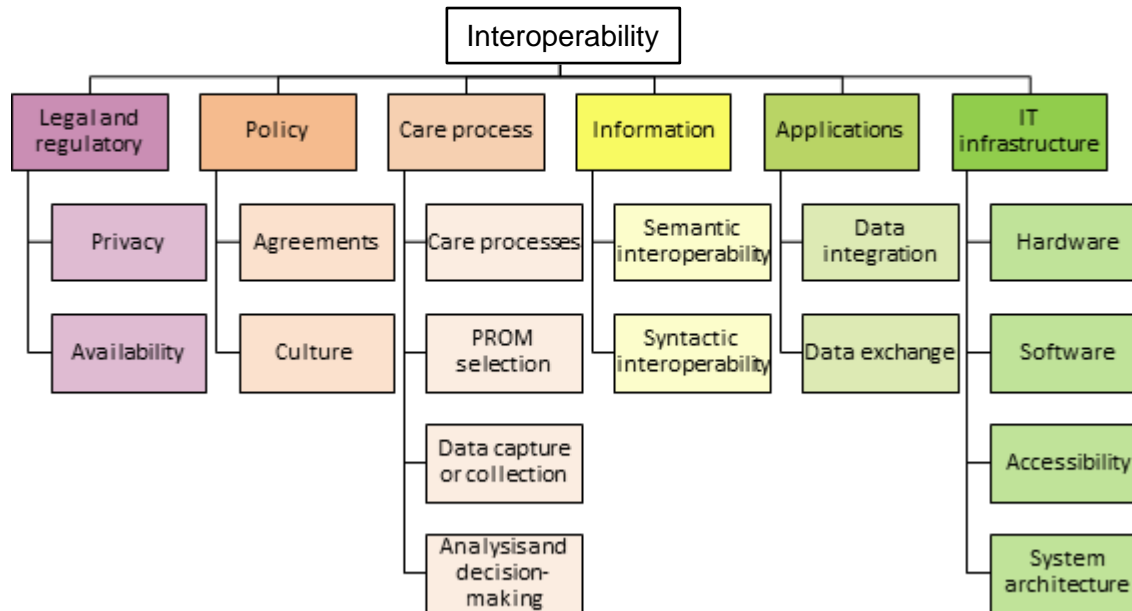 Interoperability
Legal and
regulatory
Policy
Care process
Information
Applications
IT
infrastructure
Privacy
Agreements
Care processes
Semantic
interoperability
Data
integration
Hardware
Availability
Culture
PROM
selection
Syntactic
interoperability
Data exchange
Software
Data capture
or collection
Accessibility
Analysisand
decision-
making
System
architecture